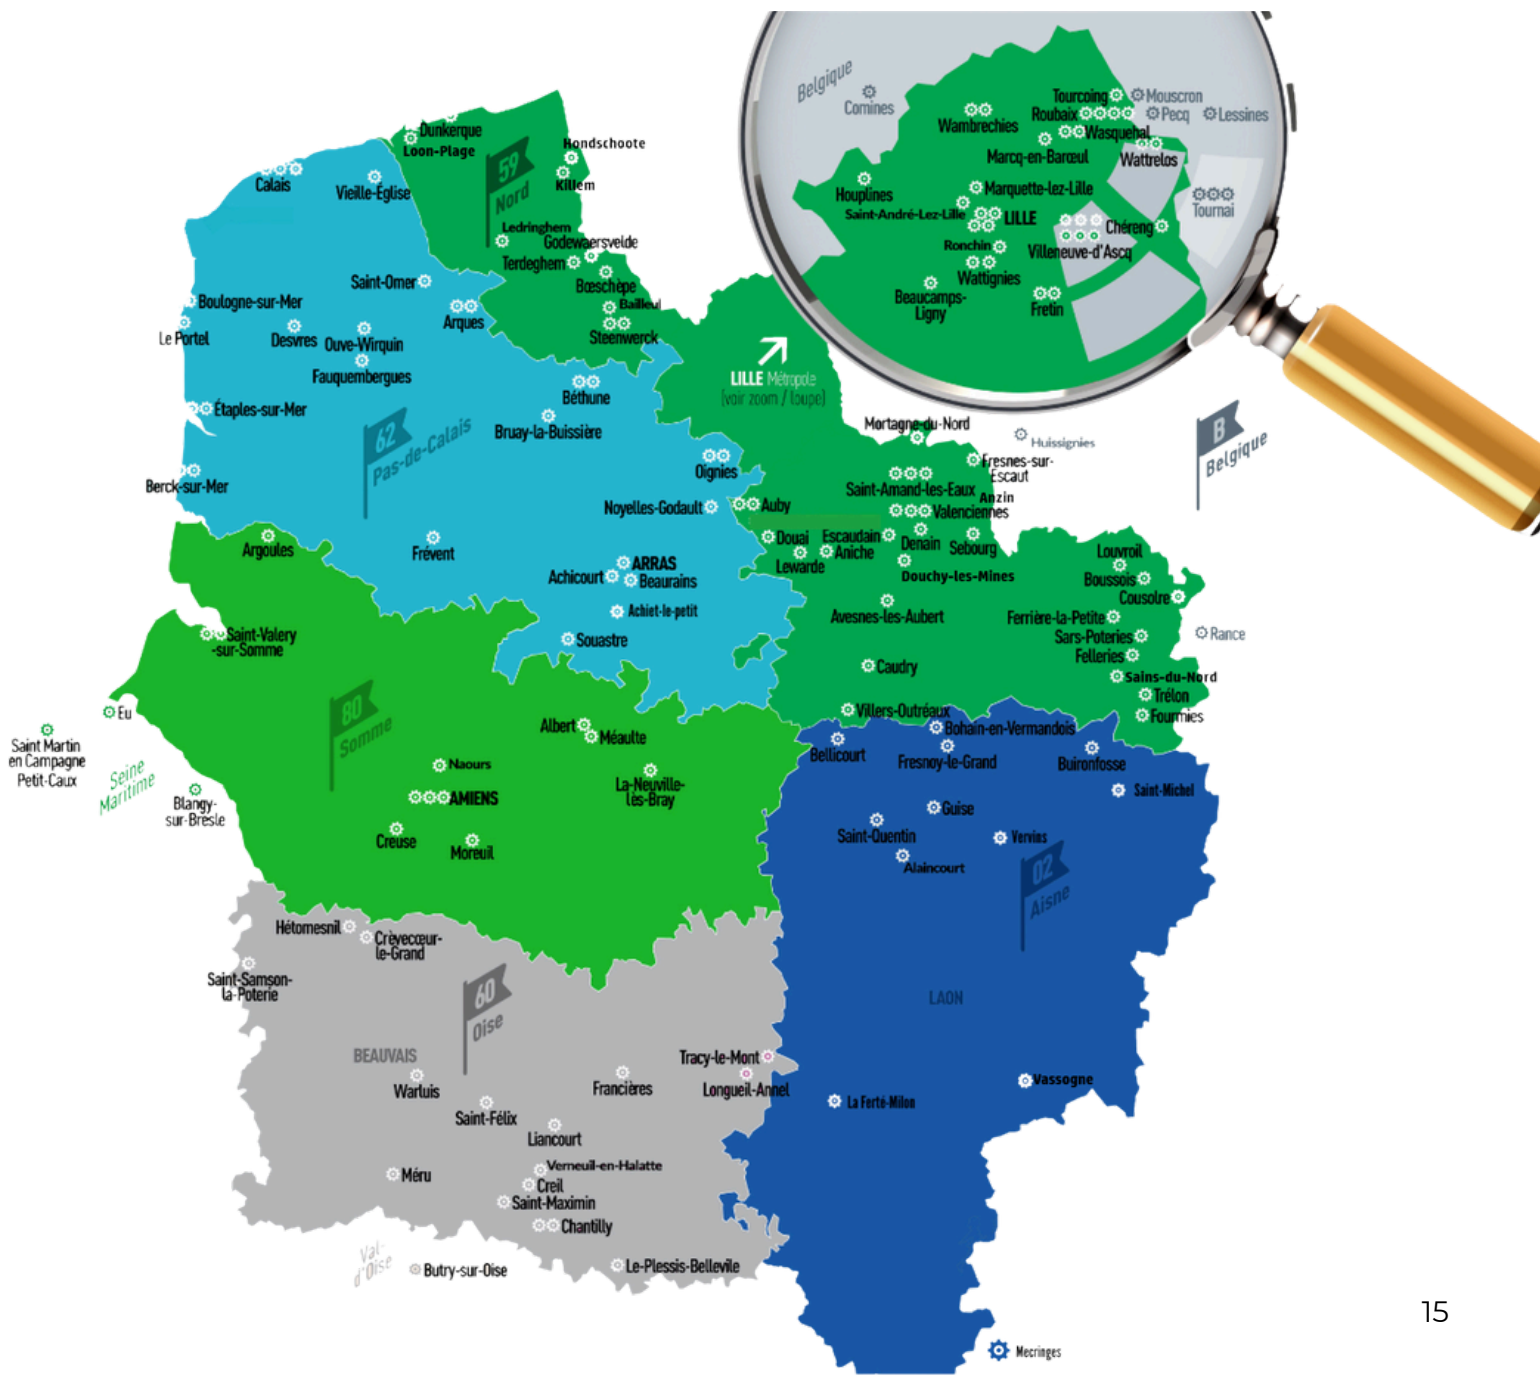 Belgique
Comines
Tourcoing
Mouscron
Roubaix
Pecq
Lessines
Wambrechies
Wasquehal
Marcq-en-Barœul
Wattrelos
Houplines
Marquette-lez-Lille
Tournai
Saint-André-Lez-Lille
LILLE
Chéreng
Ronchin
Villeneuve-d'Ascq
Wattignies
Beaucamps-
Ligny
Fretin
Dunkerque
Loon-Plage
Hondschoote
59
Nord
Killem
Calais
Vieille-Église
Ledringhem
Godewaersvelde
Terdeghem
Saint-Omer
Bœschèpe
Boulogne-sur-Mer
Bailleul
Arques
Le Portel
Desvres
Ouve-Wirquin
Steenwerck
Fauquembergues
LILLE Métropole
(voir zoom / loupe)
Béthune
Étaples-sur-Mer
62
Pas-de-Calais
Bruay-la-Buissière
Mortagne-du-Nord
Huissignies
B
Belgique
Oignies
Fresnes-sur-
Escaut
Berck-sur-Mer
Saint-Amand-les-Eaux
Anzin
Noyelles-Godault
Auby
Valenciennes
Argoules
Frévent
Douai
Escaudain
Denain
Sebourg
Aniche
Lewarde
Louvroil
ARRAS
Achicourt
Beaurains
Douchy-les-Mines
Boussois
Cousolre
Achiet-le-petit
Avesnes-les-Aubert
Ferrière-la-Petite
Saint-Valery
-sur-Somme
Souastre
Sars-Poteries
Rance
Felleries
Caudry
Sains-du-Nord
Trélon
80
Somme
Eu
Villers-Outréaux
Fourmies
Albert
Méaulte
Bohain-en-Vermandois
Saint Martin
en Campagne
Petit-Caux
Bellicourt
Fresnoy-le-Grand
Buironfosse
Seine
Maritime
Naours
La-Neuville-
lès-Bray
Saint-Michel
Blangy-
sur-Bresle
AMIENS
Guise
Saint-Quentin
Creuse
Moreuil
Vervins
Alaincourt
02
Aisne
Hétomesnil
Crèvecœur-
le-Grand
Saint-Samson-
la-Poterie
60
Oise
LAON
BEAUVAIS
Tracy-le-Mont
Warluis
Francières
Longueil-Annel
Vassogne
La Ferté-Milon
Saint-Félix
Liancourt
Verneuil-en-Halatte
Méru
Creil
Saint-Maximin
Chantilly
Val-
d'Oise
Butry-sur-Oise
Le-Plessis-Bellevile
15
Mecringes